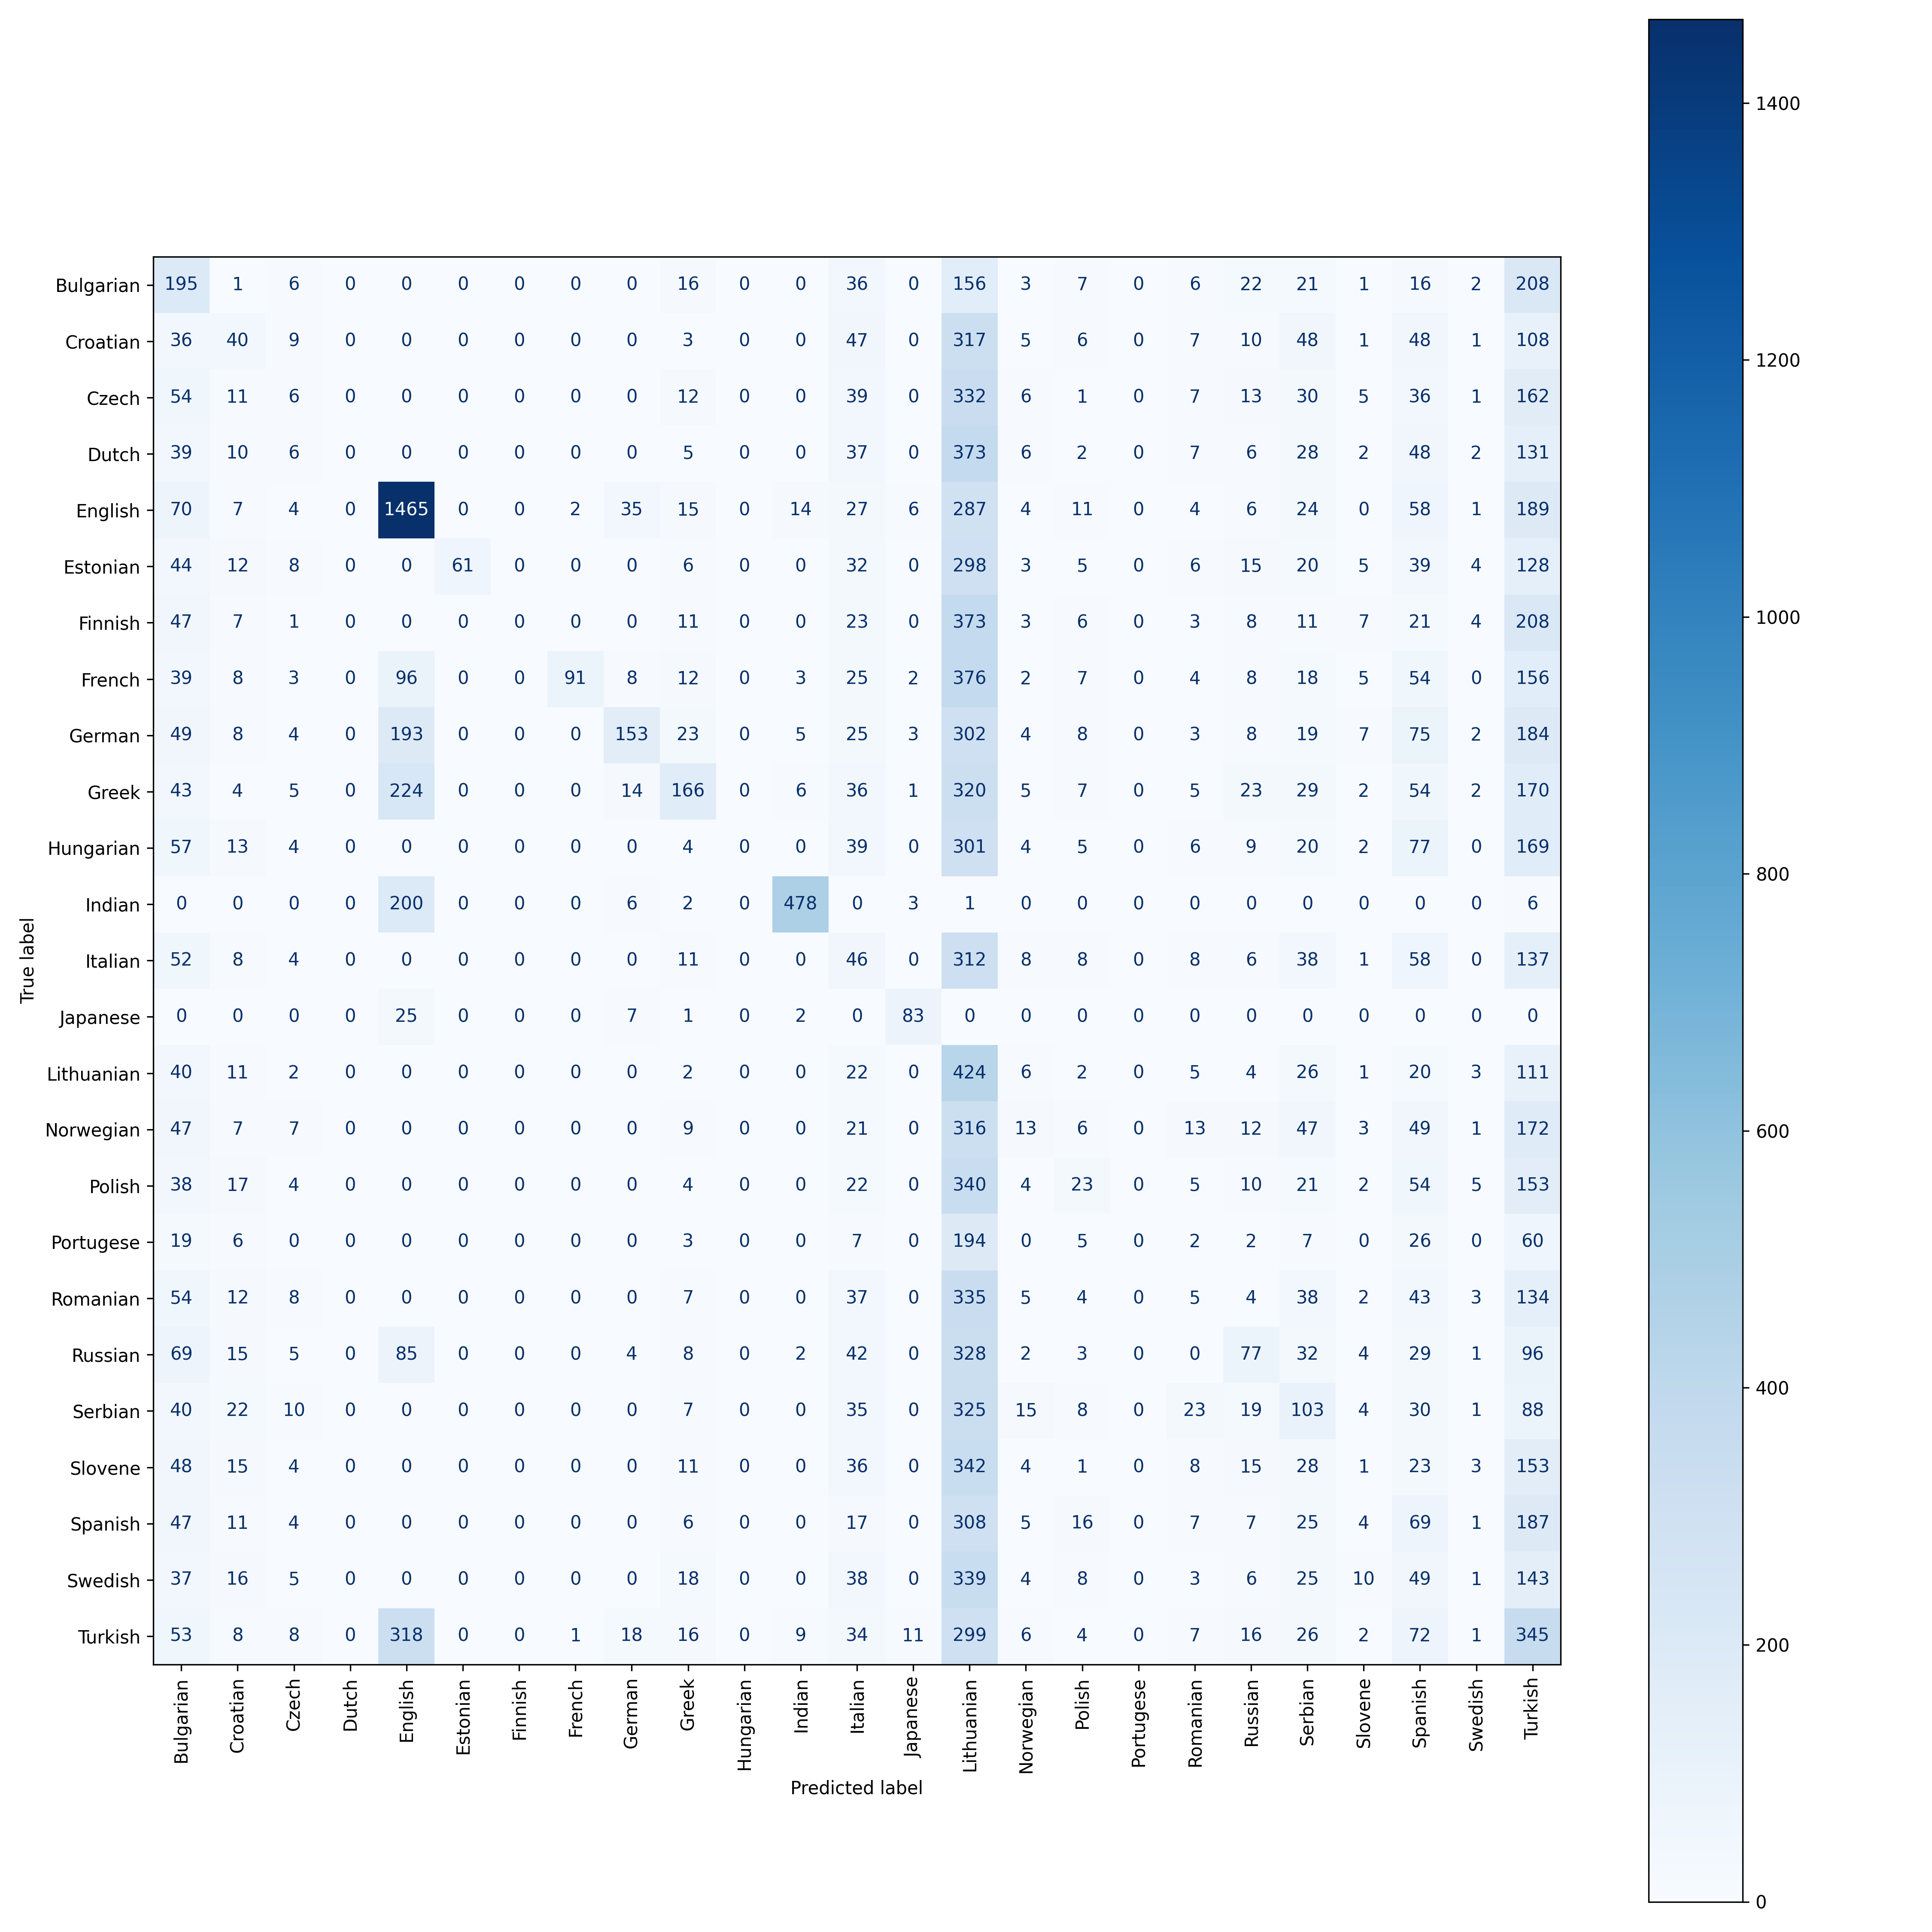 1400
1200
1000
800
600
400
200
0
True label
Bulgarian 195 1 6 0 0 0 0 0 0 16 0 0 36 0 156 3 7 0 6 22 21 1 16 2 208
Croatian 36 40 9 0 0 0 0 0 0 3 0 0 47 0 317 5 6 0 7 10 48 1 48 1 108
Czech 54 11 6 0 0 0 0 0 0 12 0 0 39 0 332 6 1 0 7 13 30 5 36 1 162
Dutch 39 10 6 0 0 0 0 0 0 5 0 0 37 0 373 6 2 0 7 6 28 2 48 2 131
English 70 7 4 0 1465 0 0 2 35 15 0 14 27 6 287 4 11 0 4 6 24 0 58 1 189
Estonian 44 12 8 0 0 61 0 0 0 6 0 0 32 0 298 3 5 0 6 15 20 5 39 4 128
Finnish 47 7 1 0 0 0 0 0 0 11 0 0 23 0 373 3 6 0 3 8 11 7 21 4 208
French 39 8 3 0 96 0 0 91 8 12 0 3 25 2 376 2 7 0 4 8 18 5 54 0 156
German 49 8 4 0 193 0 0 0 153 23 0 5 25 3 302 4 8 0 3 8 19 7 75 2 184
Greek 43 4 5 0 224 0 0 0 14 166 0 6 36 1 320 5 7 0 5 23 29 2 54 2 170
Hungarian 57 13 4 0 0 0 0 0 0 4 0 0 39 0 301 4 5 0 6 9 20 2 77 0 169
Indian 0 0 0 0 200 0 0 0 6 2 0 478 0 3 1 0 0 0 0 0 0 0 0 0 6
Italian 52 8 4 0 0 0 0 0 0 11 0 0 46 0 312 8 8 0 8 6 38 1 58 0 137
Japanese 0 0 0 0 25 0 0 0 7 1 0 2 0 83 0 0 0 0 0 0 0 0 0 0 0
Lithuanian 40 11 2 0 0 0 0 0 0 2 0 0 22 0 424 6 2 0 5 4 26 1 20 3 111
Norwegian 47 7 7 0 0 0 0 0 0 9 0 0 21 0 316 13 6 0 13 12 47 3 49 1 172
Polish 38 17 4 0 0 0 0 0 0 4 0 0 22 0 340 4 23 0 5 10 21 2 54 5 153
Portugese 19 6 0 0 0 0 0 0 0 3 0 0 7 0 194 0 5 0 2 2 7 0 26 0 60
Romanian 54 12 8 0 0 0 0 0 0 7 0 0 37 0 335 5 4 0 5 4 38 2 43 3 134
Russian 69 15 5 0 85 0 0 0 4 8 0 2 42 0 328 2 3 0 0 77 32 4 29 1 96
Serbian 40 22 10 0 0 0 0 0 0 7 0 0 35 0 325 15 8 0 23 19 103 4 30 1 88
Slovene 48 15 4 0 0 0 0 0 0 11 0 0 36 0 342 4 1 0 8 15 28 1 23 3 153
Spanish 47 11 4 0 0 0 0 0 0 6 0 0 17 0 308 5 16 0 7 7 25 4 69 1 187
Swedish 37 16 5 0 0 0 0 0 0 18 0 0 38 0 339 4 8 0 3 6 25 10 49 1 143
Turkish 53 8 8 0 318 0 0 1 18 16 0 9 34 11 299 6 4 0 7 16 26 2 72 1 345
Bulgarian Croatian Czech Dutch English Estonian Finnish French German Greek Hungarian Indian Italian Japanese Lithuanian Norwegian Polish Portugese Romanian Russian Serbian Slovene Spanish Swedish Turkish
Predicted label